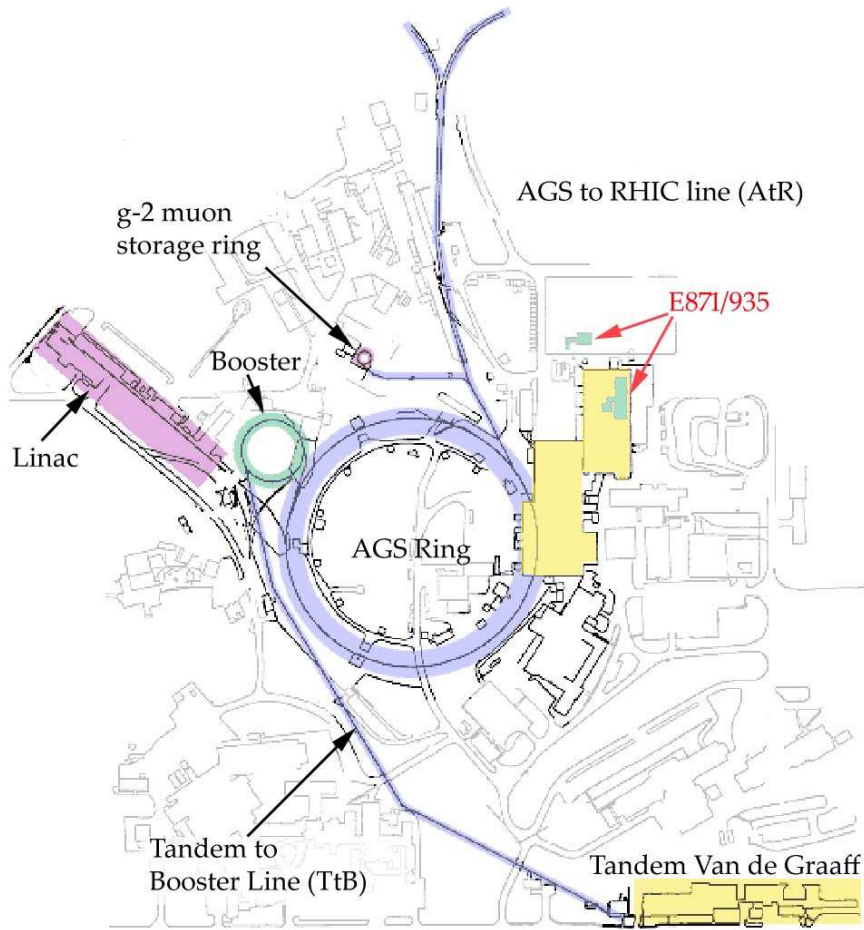 AGS to RHIC line (AtR)
g-2 muon
storage ring
E871/935
Booster
Linac
AGS Ring
Tandem to
Booster Line (TtB)
Tandem Van de Graaff